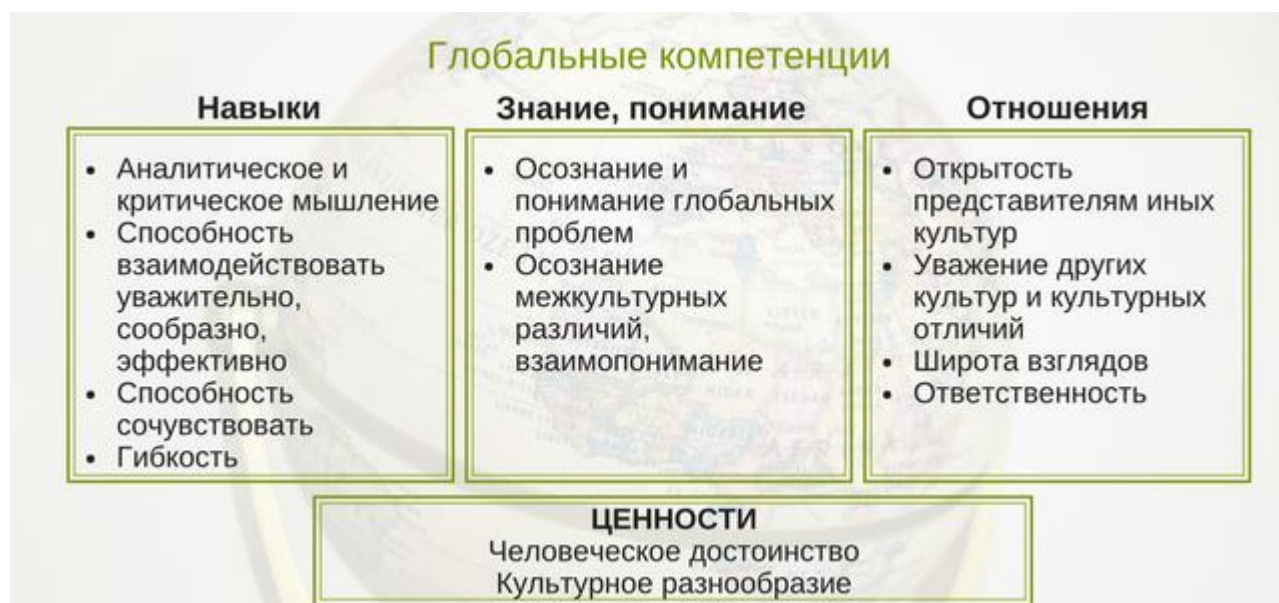 Глобальные компетенции
Навыки
• Аналитическое и
критическое мышление
• Способность
взаимодействовать
уважительно,
сообразно,
эффективно
• Способность
сочувствовать
• Гибкость
Знание, понимание
• Осознание и
понимание глобальных
проблем
• Осознание
межкультурных
различий,
взаимопонимание
Отношения
• Открытость
представителям иных
культур
• Уважение других
культур и культурных
отличий
• Широта взглядов
• Ответственность
ЦЕННОСТИ
Человеческое достоинство
Культурное разнообразие